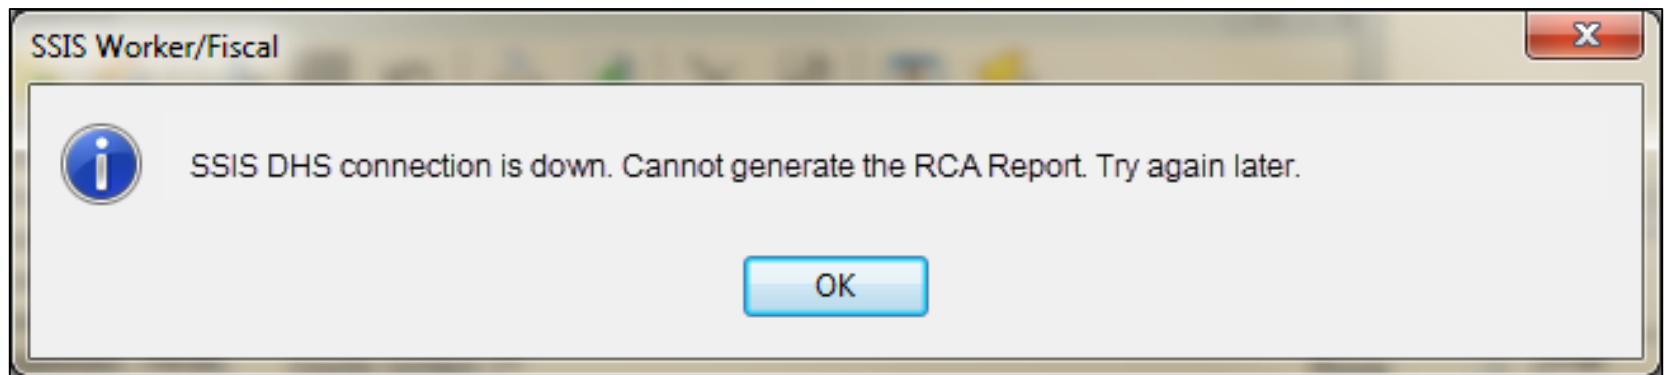 SSIS Worker/Fiscal
SSIS DHS connection is down. Cannot generate the RCA Report. Try again later.
OK